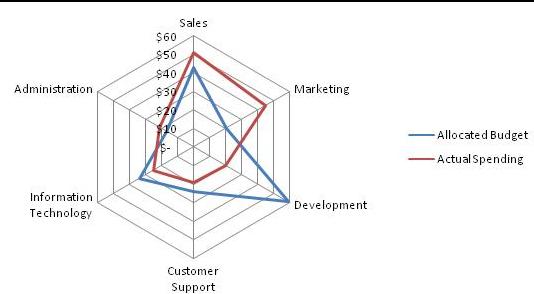 Sales
$60
$50
$40
$30
$20
$10
$-
Administration
Marketing
Allocated Budget
Actual Spending
Information
Technology
Development
Customer
Support